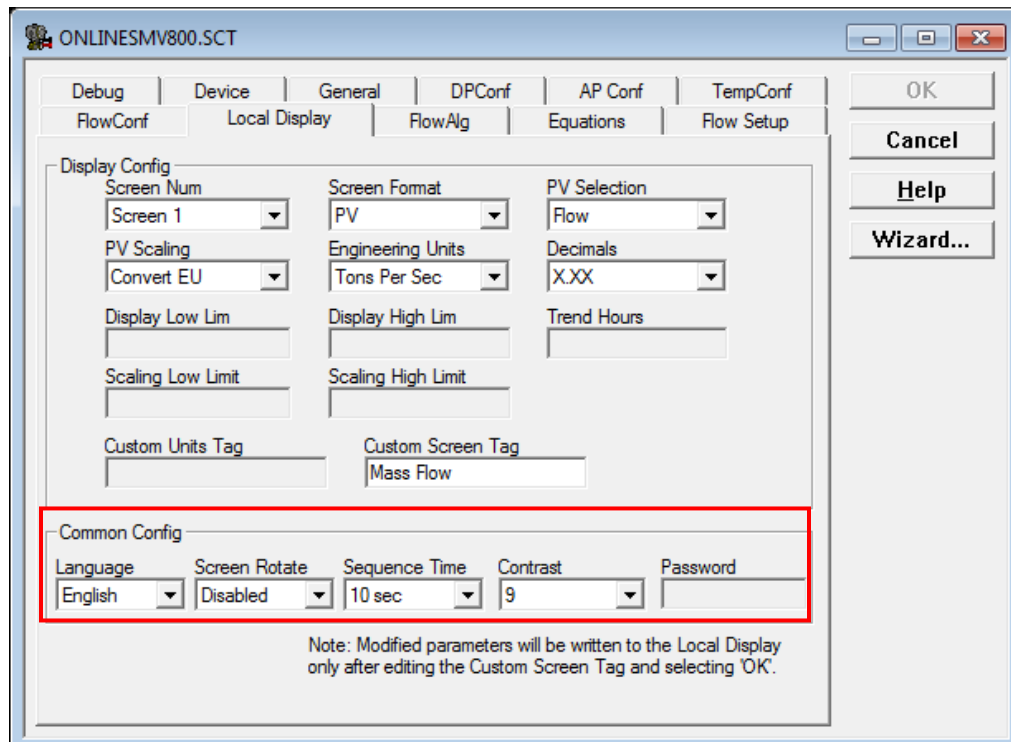 ONLINESMV800.SCT
Debug Device General DPConf AP Conf TempConf
FlowConf Local Display FlowAlg Equations Flow Setup
OK
Cancel
Help
Wizard...
Display Config
Screen Num Screen Format PV Selection
Screen 1 PV Flow
PV Scaling Engineering Units Decimals
Convert EU Tons Per Sec X.XX
Display Low Lim Display High Lim Trend Hours
Scaling Low Limit Scaling High Limit
Custom Units Tag Custom Screen Tag
Mass Flow
Common Config
Language Screen Rotate Sequence Time Contrast Password
English Disabled 10 sec 9
Note: Modified parameters will be written to the Local Display
only after editing the Custom Screen Tag and selecting 'OK'.